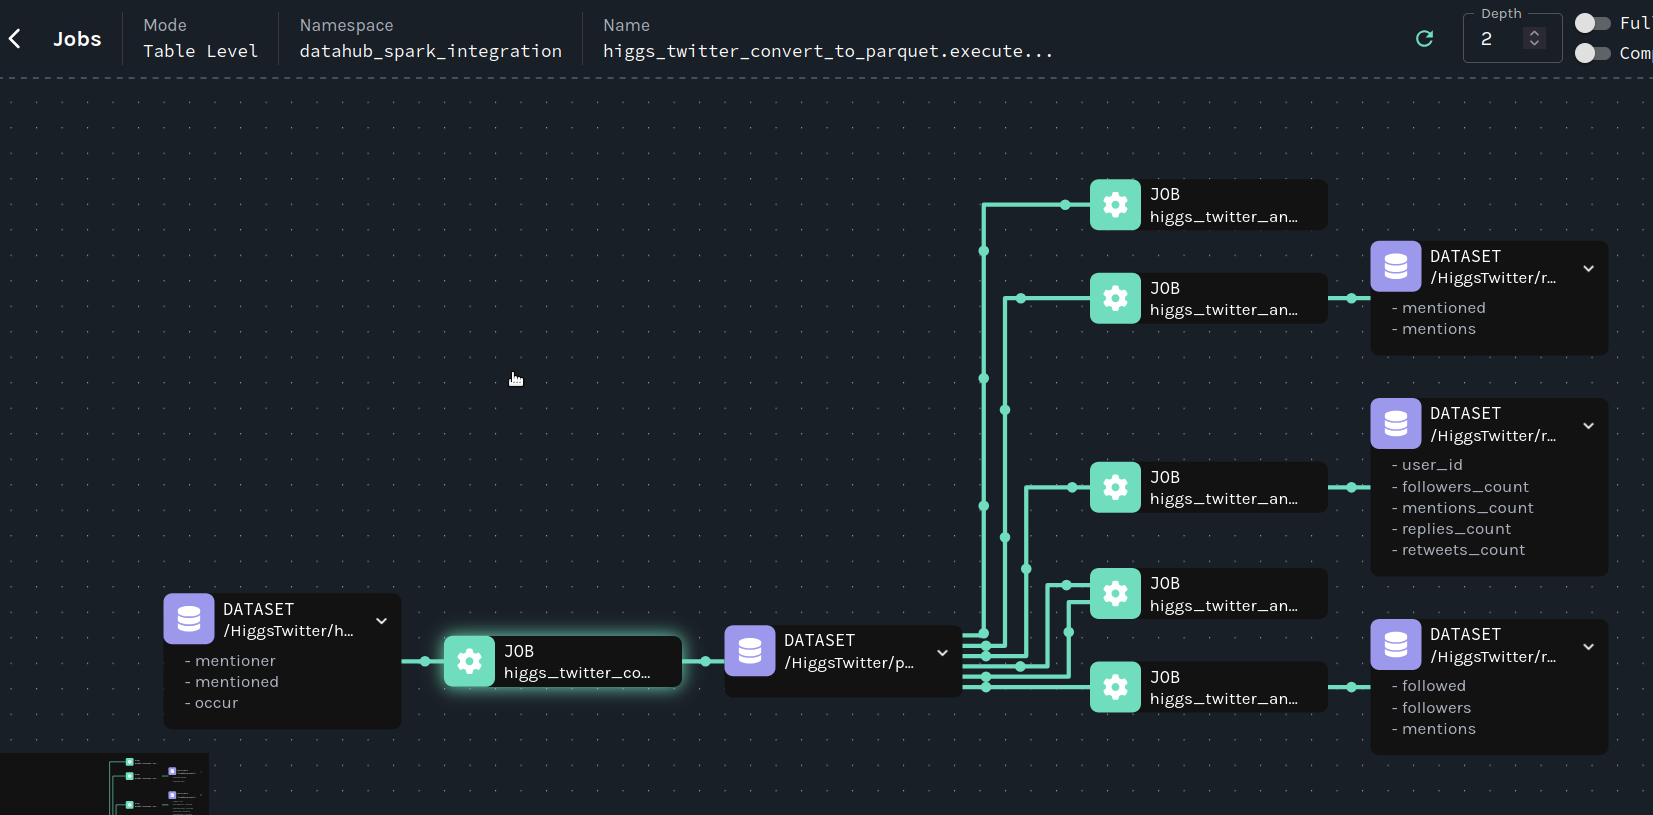 Jobs
Mode
Table Level
Namespace
datahub_spark_integration
Name
higgs_twitter_convert_to_parquet.execute...
Depth
2
Ful
Com
JOB
higgs_twitter_an...
DATASET
/HiggsTwitter/r...
- mentioned
- mentions
JOB
higgs_twitter_an...
DATASET
/HiggsTwitter/r...
- user_id
- followers_count
- mentions_count
- replies_count
- retweets_count
JOB
higgs_twitter_an...
JOB
higgs_twitter_an...
DATASET
/HiggsTwitter/h...
- mentioner
- mentioned
- occur
JOB
higgs_twitter_co...
DATASET
/HiggsTwitter/p...
JOB
higgs_twitter_an...
DATASET
/HiggsTwitter/r...
- followed
- followers
- mentions